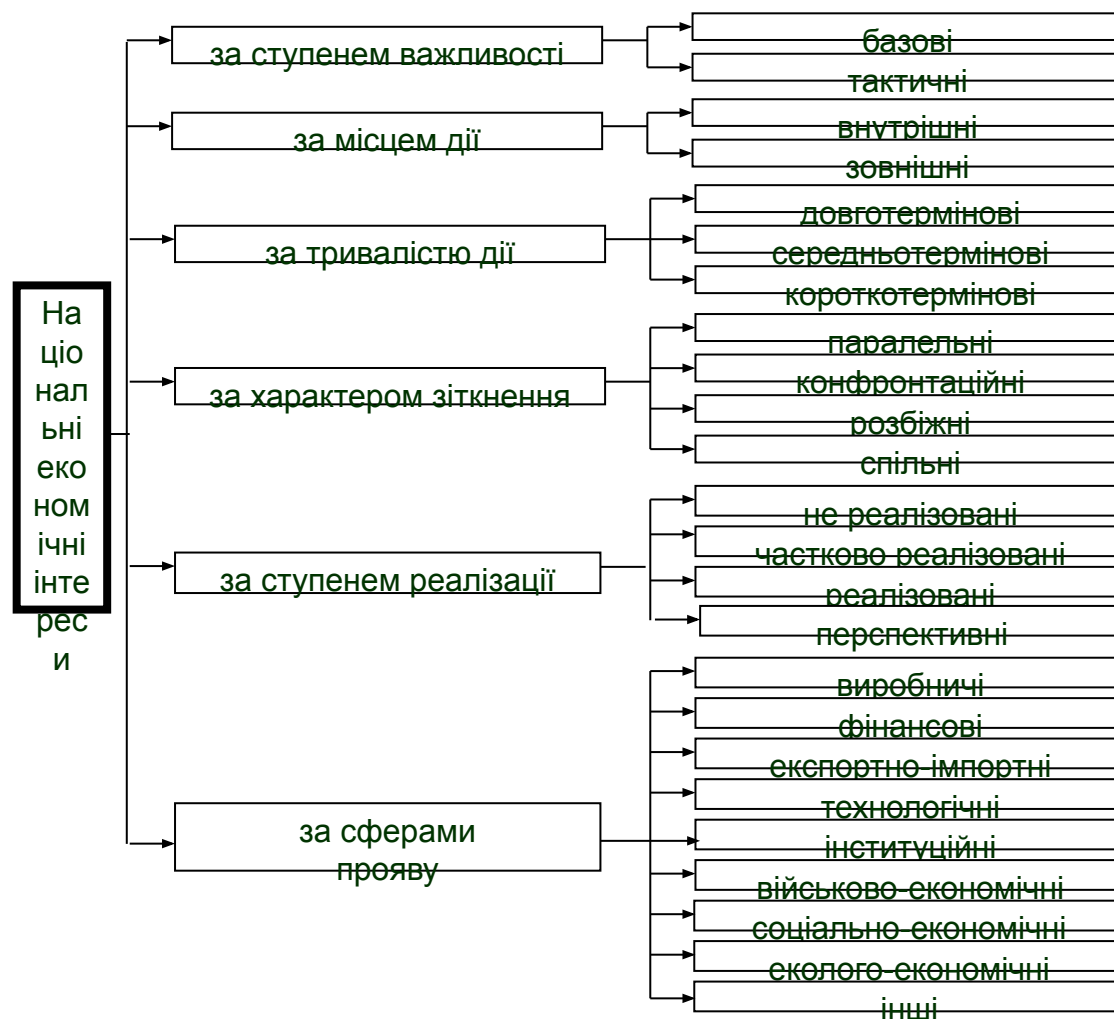 На
ціо
нал
ьні
еко
ном
ічні
інте
рес
и
за ступенем важливості
базові
тактичні
за місцем дії
внутрішні
зовнішні
за тривалістю дії
довготермінові
середньотермінові
короткотермінові
за характером зіткнення
паралельні
конфронтаційні
розбіжні
спільні
за ступенем реалізації
не реалізовані
частково реалізовані
реалізовані
перспективні
за сферами
прояву
виробничі
фінансові
експортно-імпортні
технологічні
інституційні
військово-економічні
соціально-економічні
еколого-економічні
інші